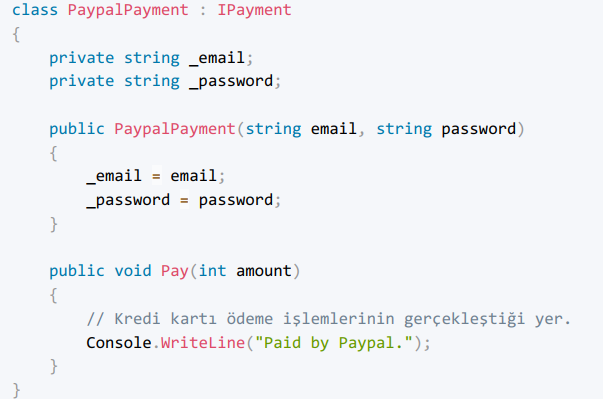 class PaypalPayment : IPayment
{
    private string _email;
    private string _password;

    public PaypalPayment(string email, string password)
    {
        _email = email;
        _password = password;
    }

    public void Pay(int amount)
    {
        // Kredi kartı ödeme işlemlerinin gerçekleştiği yer.
        Console.WriteLine("Paid by Paypal.");
    }
}